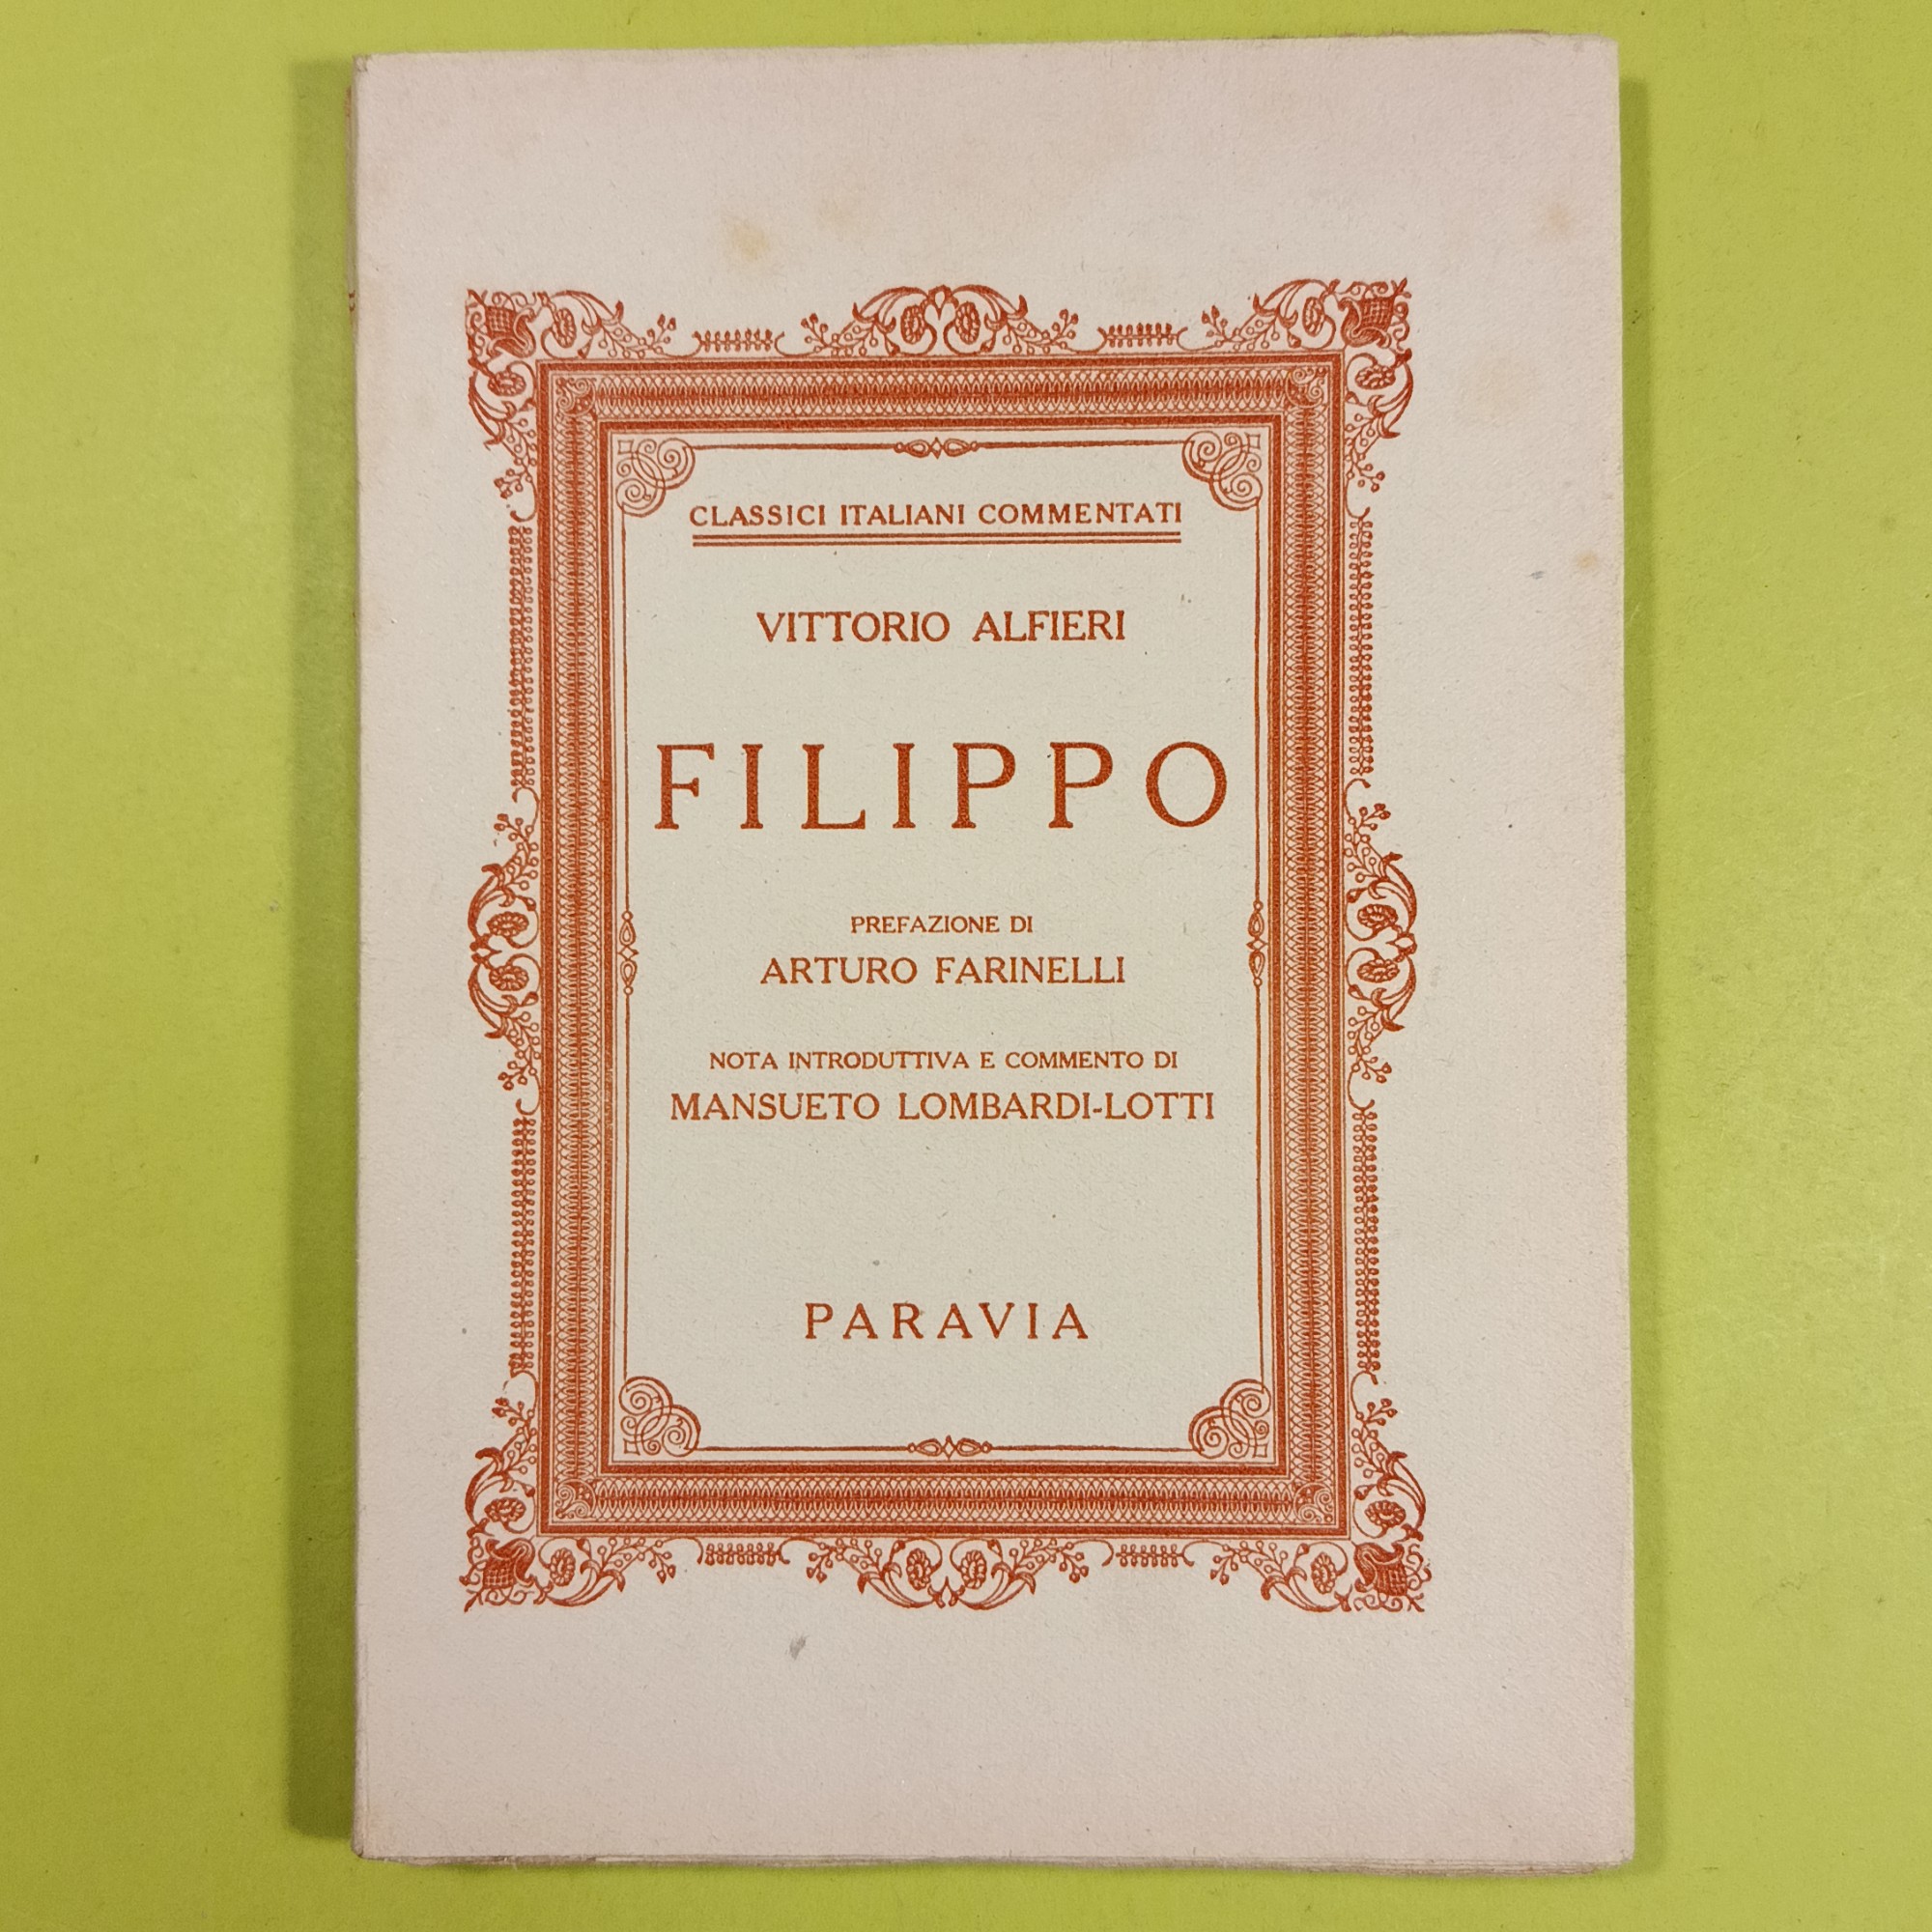 CLASSICI ITALIANI COMMENTATI
VITTORIO ALFIERI
FILIPPO
PREFAZIONE DI
ARTURO FARINELLI
NOTA INTRODUTTIVA E COMMENTO DI
MANSUETO LOMBARDI-LOTTI
PARAVIA